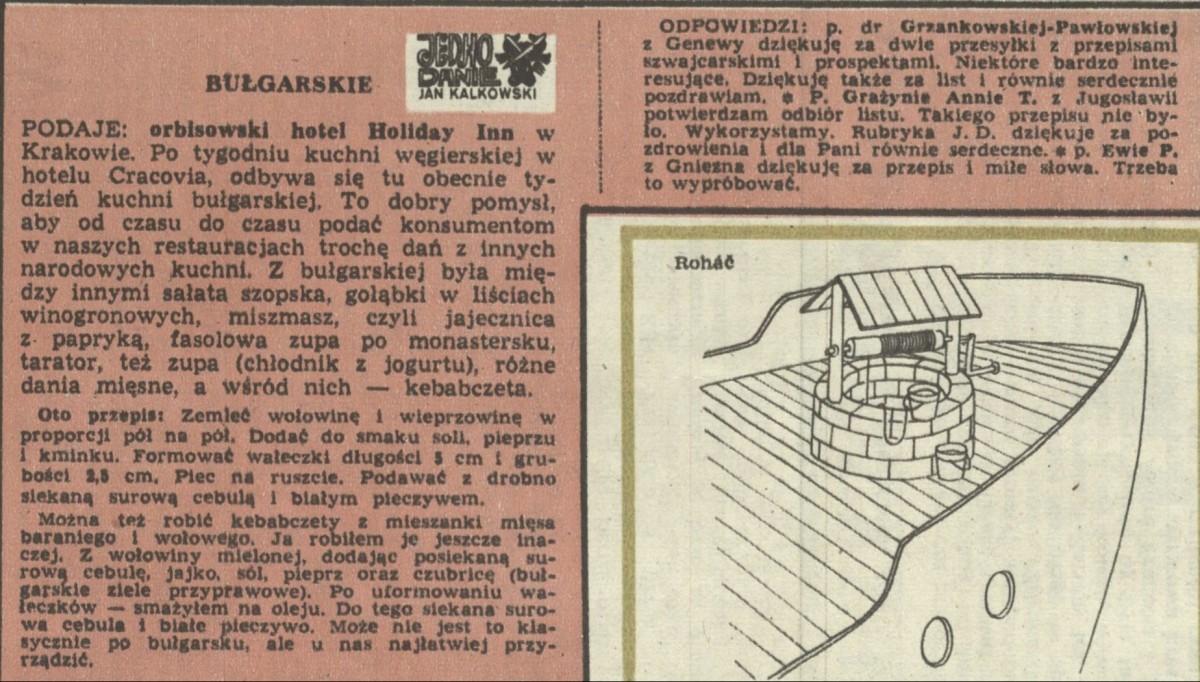 BUŁGARSKIE
JEDNO
DANIE
JAN KALKOWSKI
PODAJE: orbisowski hotel Holiday Inn w
Krakowie. Po tygodniu kuchni węgierskiej w
hotelu Cracovia, odbywa się tu obecnie ty-
dzień kuchni bułgarskiej. To dobry pomysł,
aby od czasu do czasu podać konsumentom
w naszych restauracjach trochę dań z innych
narodowych kuchni. Z bułgarskiej była mię-
dzy innymi sałata szopska, gołąbki w liściach
winogronowych, miszmasz, czyli jajecznica
z papryką, fasolowa zupa po monastersku,
tarator, też zupa (chłodnik z jogurtu), różne
dania mięsne, a wśród nich — kebabczeta.
Oto przepis: Zemleć wołowinę i wieprzowinę w
proporcji pół na pół. Dodać do smaku soli, pieprzu
i kminku. Formować wałeczki długości 5 cm i gru-
bości 2,5 cm. Piec na ruszcie. Podawać z drobno
siekaną surową cebulą i białym pieczywem.
Można też robić kebabczety z mieszanki mięsa
baraniego i wołowego. Ja robiłem je jeszcze ina-
czej. Z wołowiny mielonej, dodając posiekaną su-
rową cebulę, jajko, sól, pieprz oraz czubricę (buł-
garskie ziele przyprawowe). Po uformowaniu wa-
łeczków — smażyłem na oleju. Do tego siekana suro-
wa cebula i białe pieczywo. Może nie jest to kla-
sycznie po bułgarsku, ale u nas najłatwiej przy-
rządzić.
ODPOWIEDZI: p. dr Grzankowskiej-Pawłowskiej
z Genewy dziękuję za dwie przesyłki z przepisami
szwajcarskimi i prospektami. Niektóre bardzo inte-
resujące. Dziękuję także za list i równie serdecznie
pozdrawiam. * P. Grażynie Annie T. z Jugosławii
potwierdzam odbiór listu. Takiego przepisu nie by-
ło. Wykorzystamy. Rubryka J. D. dziękuje za po-
zdrowienia i dla Pani równie serdeczne. * p. Ewie P.
z Gniezna dziękuję za przepis i miłe słowa. Trzeba
to wypróbować.
Roháč